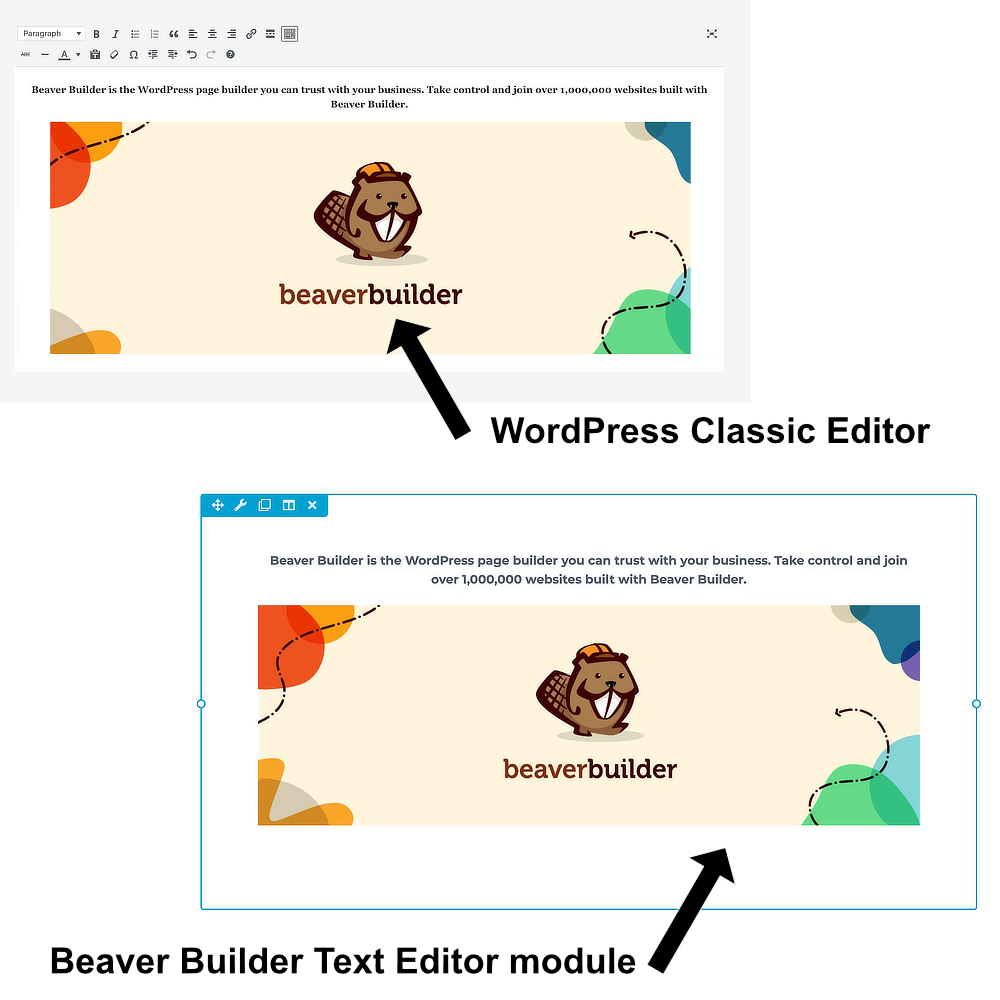 Paragraph
B I
ABC A Ω ?
Beaver Builder is the WordPress page builder you can trust with your business. Take control and join over 1,000,000 websites built with
Beaver Builder.
beaverbuilder
WordPress Classic Editor
Beaver Builder is the WordPress page builder you can trust with your business. Take control and join
over 1,000,000 websites built with Beaver Builder.
beaverbuilder
Beaver Builder Text Editor module